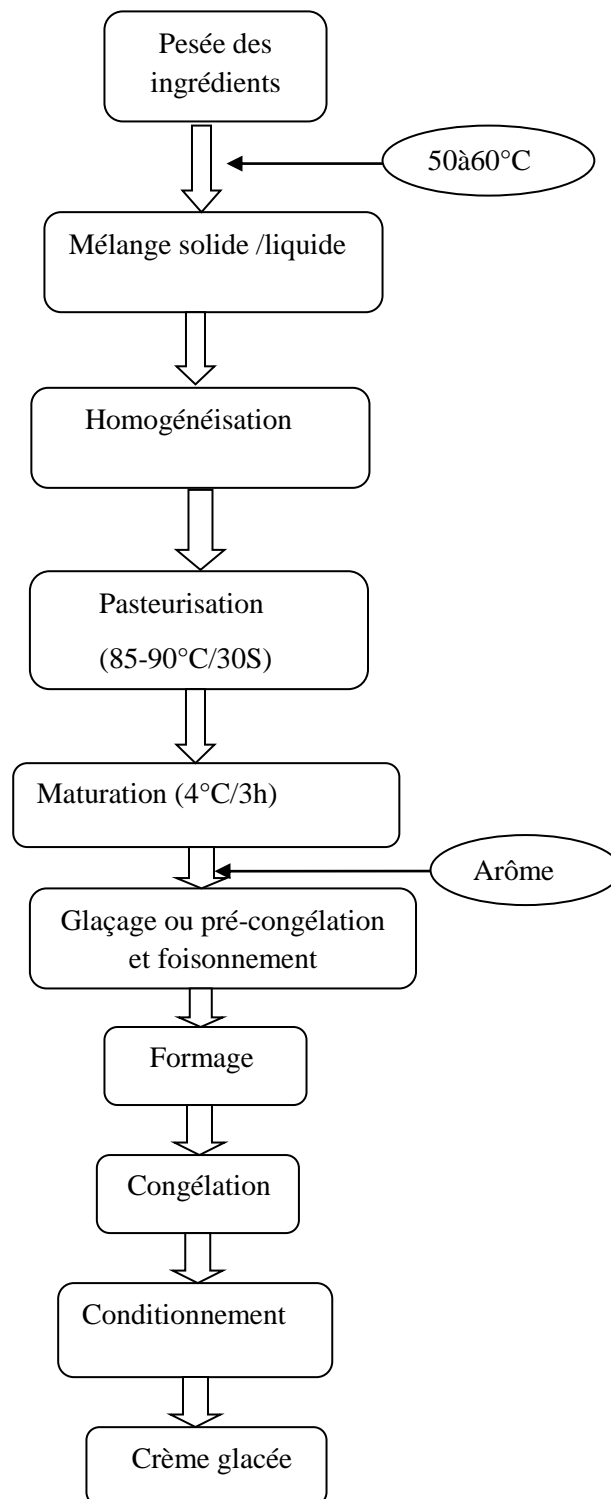 Pesée des
ingrédients
50à60°C
Mélange solide /liquide
Homogénéisation
Pasteurisation
(85-90°C/30S)
Maturation (4°C/3h)
Arôme
Glaçage ou pré-congélation
et foisonnement
Formage
Congélation
Conditionnement
Crème glacée